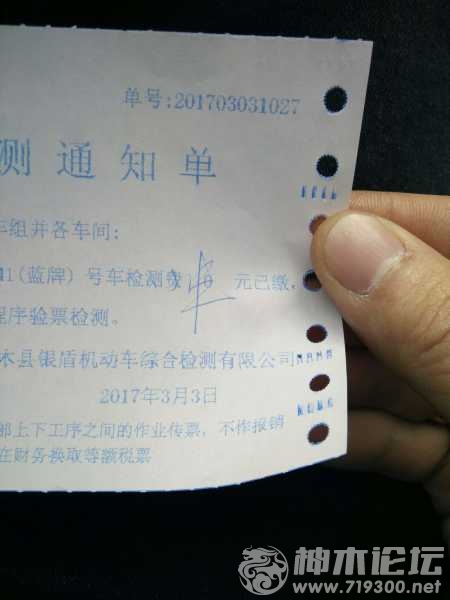 单号:201703031027
测通知单
车组并各车间:
41(蓝牌) 号车检测费 元已缴,
程序验票检测。
木县银盾机动车综合检测有限公司
2017年3月3日
部上下工序之间的作业传票,不作报销
在财务换取等额税票
神木论坛
www.719300.net